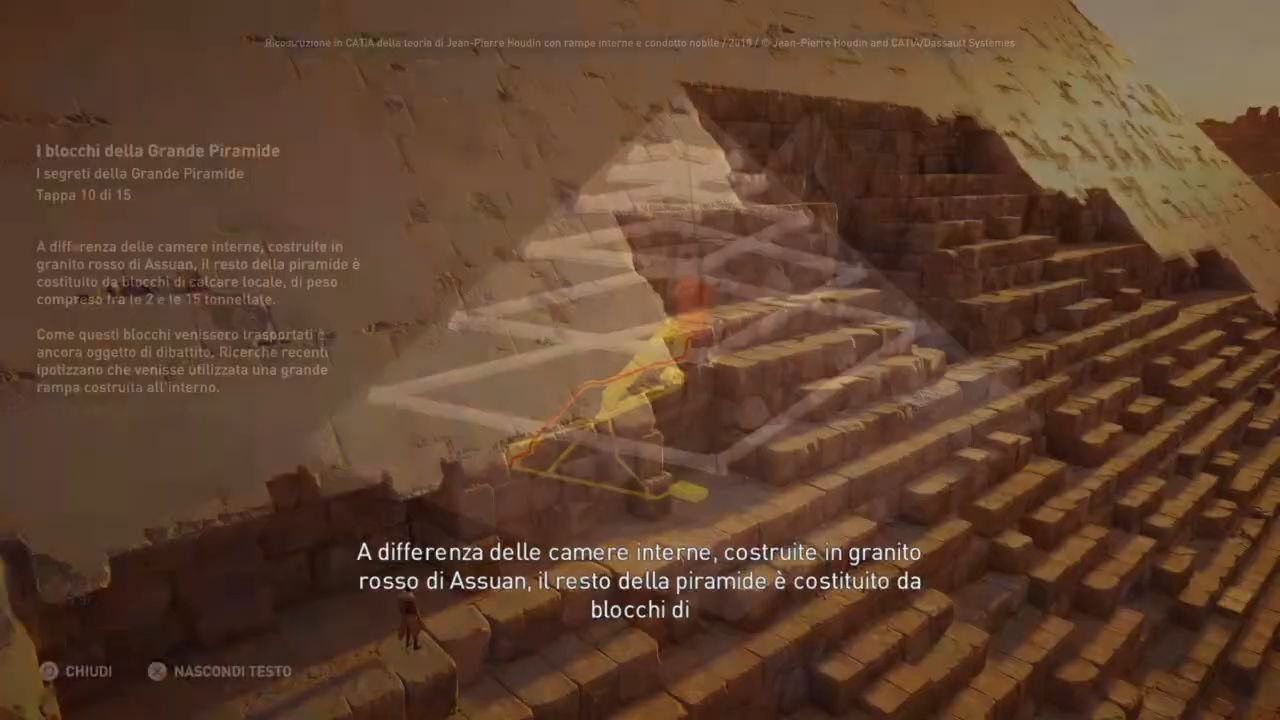 Ricostruzione in CATIA della teoria di Jean-Pierre Houdin con rampe interne e condotto nobile / 2010 / © Jean-Pierre Houdin and CATIA/Dassault Systèmes
I blocchi della Grande Piramide
I segreti della Grande Piramide
Tappa 10 di 15
A differenza delle camere interne, costruite in
granito rosso di Assuan, il resto della piramide è
costituito da blocchi di calcare locale, di peso
compreso fra le 2 e le 15 tonnellate.
Come questi blocchi venissero trasportati è
ancora oggetto di dibattito. Ricerche recenti
ipotizzano che venisse utilizzata una grande
rampa costruita all'interno.
A differenza delle camere interne, costruite in granito
rosso di Assuan, il resto della piramide è costituito da
blocchi di
CHIUDI
NASCONDI TESTO